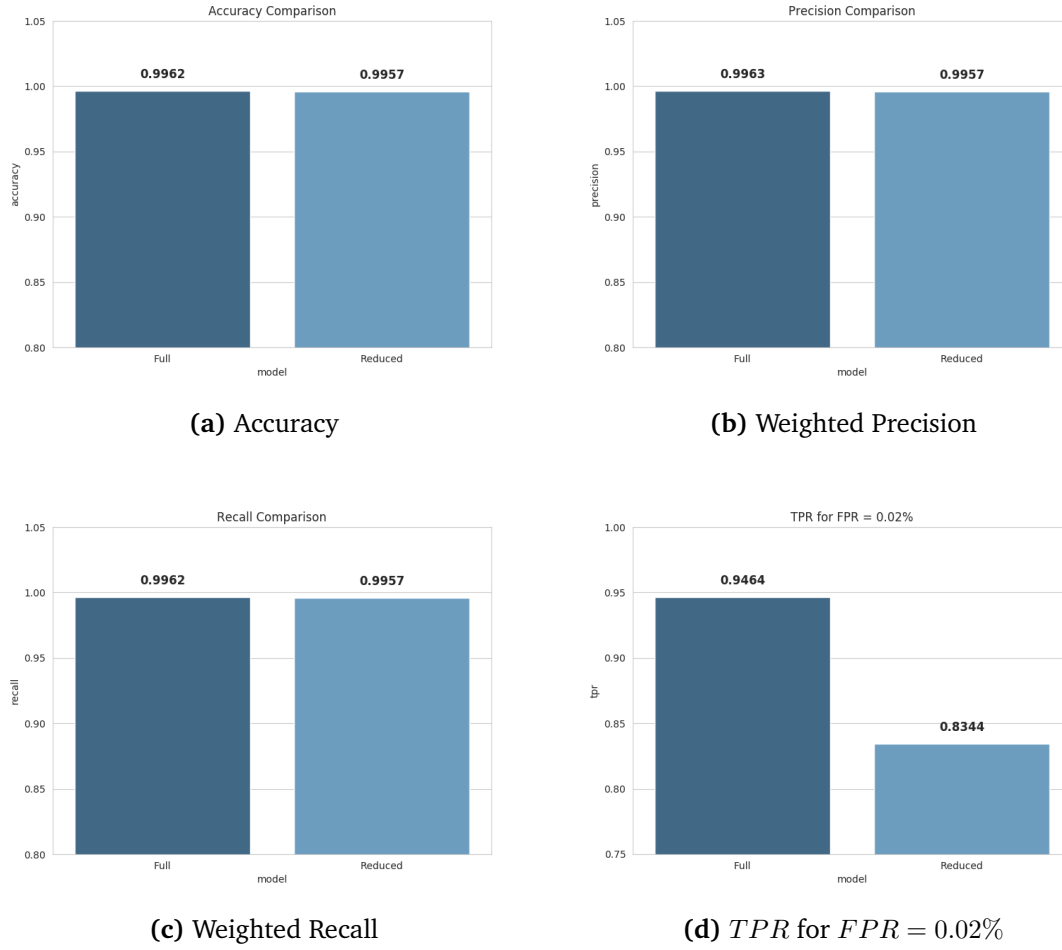 Accuracy Comparison
1.05
1.00
0.95
0.90
0.85
0.80
accuracy
0.9962
0.9957
Full
Reduced
model
(a) Accuracy
Precision Comparison
1.05
1.00
0.95
0.90
0.85
0.80
precision
0.9963
0.9957
Full
Reduced
model
(b) Weighted Precision
Recall Comparison
1.05
1.00
0.95
0.90
0.85
0.80
recall
0.9962
0.9957
Full
Reduced
model
(c) Weighted Recall
TPR for FPR = 0.02%
1.00
0.95
0.90
0.85
0.80
0.75
tpr
0.9464
0.8344
Full
Reduced
model
(d) TPR for FPR = 0.02%